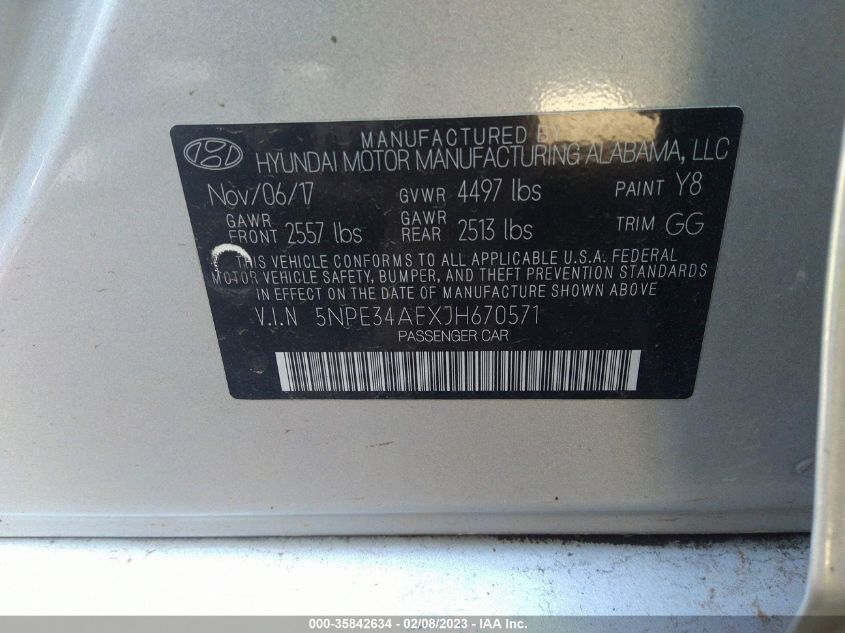 MANUFACTURED BY
HYUNDAI MOTOR MANUFACTURING ALABAMA, LLC
Nov/06/17 GVWR 4497 lbs PAINT Y8
GAWR FRONT 2557 lbs GAWR REAR 2513 lbs TRIM GG
THIS VEHICLE CONFORMS TO ALL APPLICABLE U.S.A. FEDERAL
MOTOR VEHICLE SAFETY, BUMPER, AND THEFT PREVENTION STANDARDS
IN EFFECT ON THE DATE OF MANUFACTURE SHOWN ABOVE
V.I.N 5NPE34AFXJH670571
PASSENGER CAR
000-35842634 - 02/08/2023 - IAA Inc.